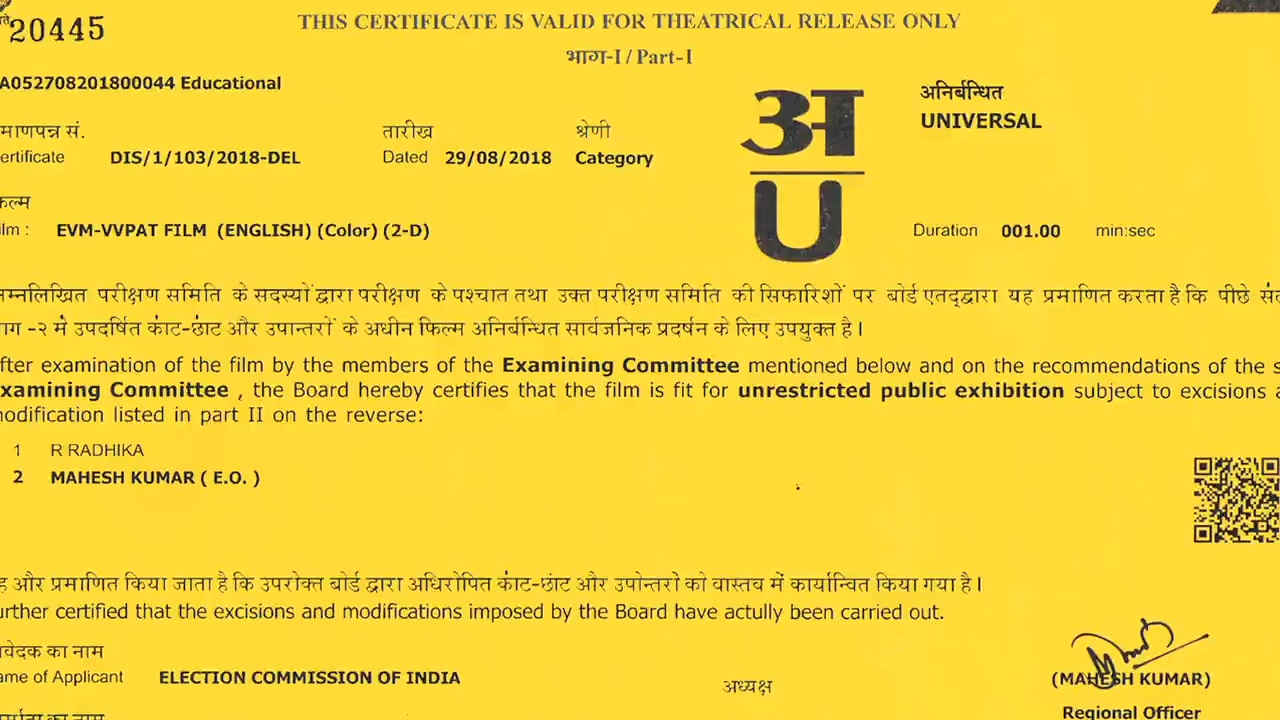 20445
THIS CERTIFICATE IS VALID FOR THEATRICAL RELEASE ONLY
भाग-I / Part-I
A052708201800044 Educational
अ
U
अनिर्बन्धित
UNIVERSAL
माणपत्र सं. तारीख श्रेणी
ertificate DIS/1/103/2018-DEL Dated 29/08/2018 Category
फिल्म
ilm : EVM-VVPAT FILM (ENGLISH) (Color) (2-D) Duration 001.00 min:sec
निम्नलिखित परीक्षण समिति के सदस्यों द्वारा परीक्षण के पश्चात तथा उक्त परीक्षण समिति की सिफारिशों पर बोर्ड एतद्द्वारा यह प्रमाणित करता है कि पीछे
भाग -२ में उपदर्षित कांट-छांट और उपान्तरों के अधीन फिल्म अनिर्बन्धित सार्वजनिक प्रदर्षन के लिए उपयुक्त है।
fter examination of the film by the members of the Examining Committee mentioned below and on the recommendations of the s
xamining Committee , the Board hereby certifies that the film is fit for unrestricted public exhibition subject to excisions a
modification listed in part II on the reverse:
1 R RADHIKA
2 MAHESH KUMAR ( E.O. )
ह और प्रमाणित किया जाता है कि उपरोक्त बोर्ड द्वारा अधिरोपित कांट-छांट और उपोन्तरों को वास्तव में कार्यान्वित किया गया है।
urther certified that the excisions and modifications imposed by the Board have actully been carried out.
वेदक का नाम
ame of Applicant ELECTION COMMISSION OF INDIA
अध्यक्ष
(MAHESH KUMAR)
Regional Officer